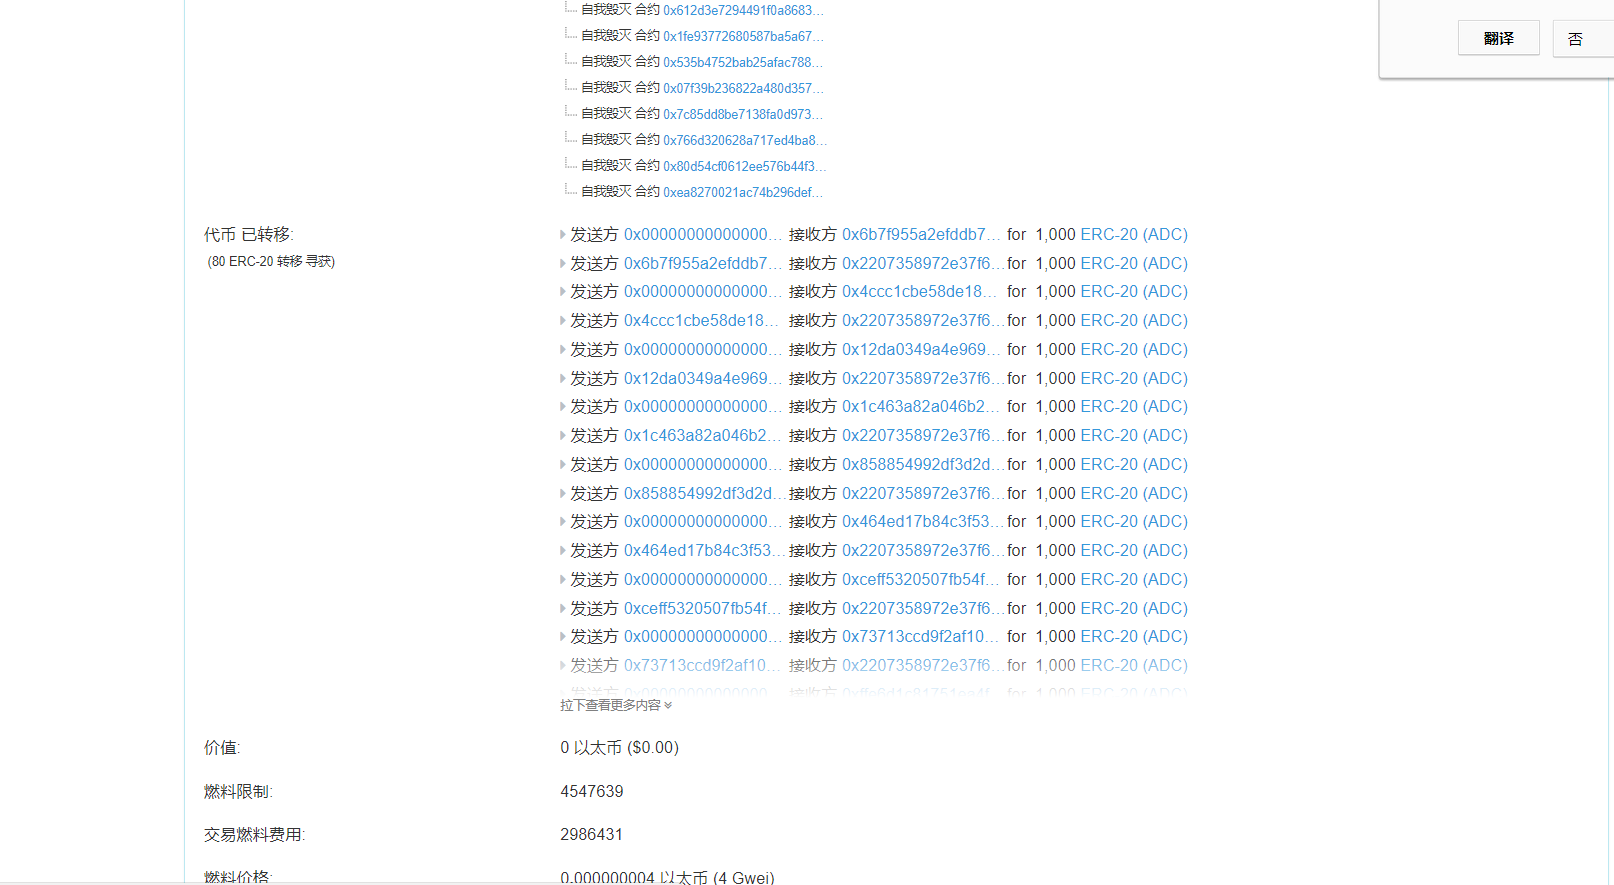 自我毁灭 合约 0x612d3e7294491f0a8683...
自我毁灭 合约 0x1fe93772680587ba5a67...
自我毁灭 合约 0x535b4752bab25afac788...
自我毁灭 合约 0x07f39b236822a480d357...
自我毁灭 合约 0x7c85dd8be7138fa0d973...
自我毁灭 合约 0x766d320628a717ed4ba8...
自我毁灭 合约 0x80d54cf0612ee576b44f3...
自我毁灭 合约 0xea8270021ac74b296def...
翻译 否
代币 已转移:
(80 ERC-20 转移 寻获)
发送方 0x00000000000000... 接收方 0x6b7f955a2efddb7... for 1,000 ERC-20 (ADC)
发送方 0x6b7f955a2efddb7... 接收方 0x2207358972e37f6... for 1,000 ERC-20 (ADC)
发送方 0x00000000000000... 接收方 0x4ccc1cbe58de18... for 1,000 ERC-20 (ADC)
发送方 0x4ccc1cbe58de18... 接收方 0x2207358972e37f6... for 1,000 ERC-20 (ADC)
发送方 0x00000000000000... 接收方 0x12da0349a4e969... for 1,000 ERC-20 (ADC)
发送方 0x12da0349a4e969... 接收方 0x2207358972e37f6... for 1,000 ERC-20 (ADC)
发送方 0x00000000000000... 接收方 0x1c463a82a046b2... for 1,000 ERC-20 (ADC)
发送方 0x1c463a82a046b2... 接收方 0x2207358972e37f6... for 1,000 ERC-20 (ADC)
发送方 0x00000000000000... 接收方 0x858854992df3d2d... for 1,000 ERC-20 (ADC)
发送方 0x858854992df3d2d... 接收方 0x2207358972e37f6... for 1,000 ERC-20 (ADC)
发送方 0x00000000000000... 接收方 0x464ed17b84c3f53... for 1,000 ERC-20 (ADC)
发送方 0x464ed17b84c3f53... 接收方 0x2207358972e37f6... for 1,000 ERC-20 (ADC)
发送方 0x00000000000000... 接收方 0xceff5320507fb54f... for 1,000 ERC-20 (ADC)
发送方 0xceff5320507fb54f... 接收方 0x2207358972e37f6... for 1,000 ERC-20 (ADC)
发送方 0x00000000000000... 接收方 0x73713ccd9f2af10... for 1,000 ERC-20 (ADC)
发送方 0x73713ccd9f2af10... 接收方 0x2207358972e37f6... for 1,000 ERC-20 (ADC)
发送方 0x00000000000000... 接收方 0xffe6d1c81751ea4f... for 1,000 ERC-20 (ADC)
拉下查看更多内容
价值: 0 以太币 ($0.00)
燃料限制: 4547639
交易燃料费用: 2986431
燃料价格: 0.000000004 以太币 (4 Gwei)